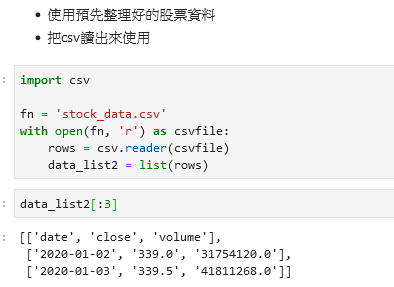 • 使用預先整理好的股票資料
• 把csv讀出來使用
: import csv

fn = 'stock_data.csv'
with open(fn, 'r') as csvfile:
    rows = csv.reader(csvfile)
    data_list2 = list(rows)
: data_list2[:3]
: [['date', 'close', 'volume'],
 ['2020-01-02', '339.0', '31754120.0'],
 ['2020-01-03', '339.5', '41811268.0']]